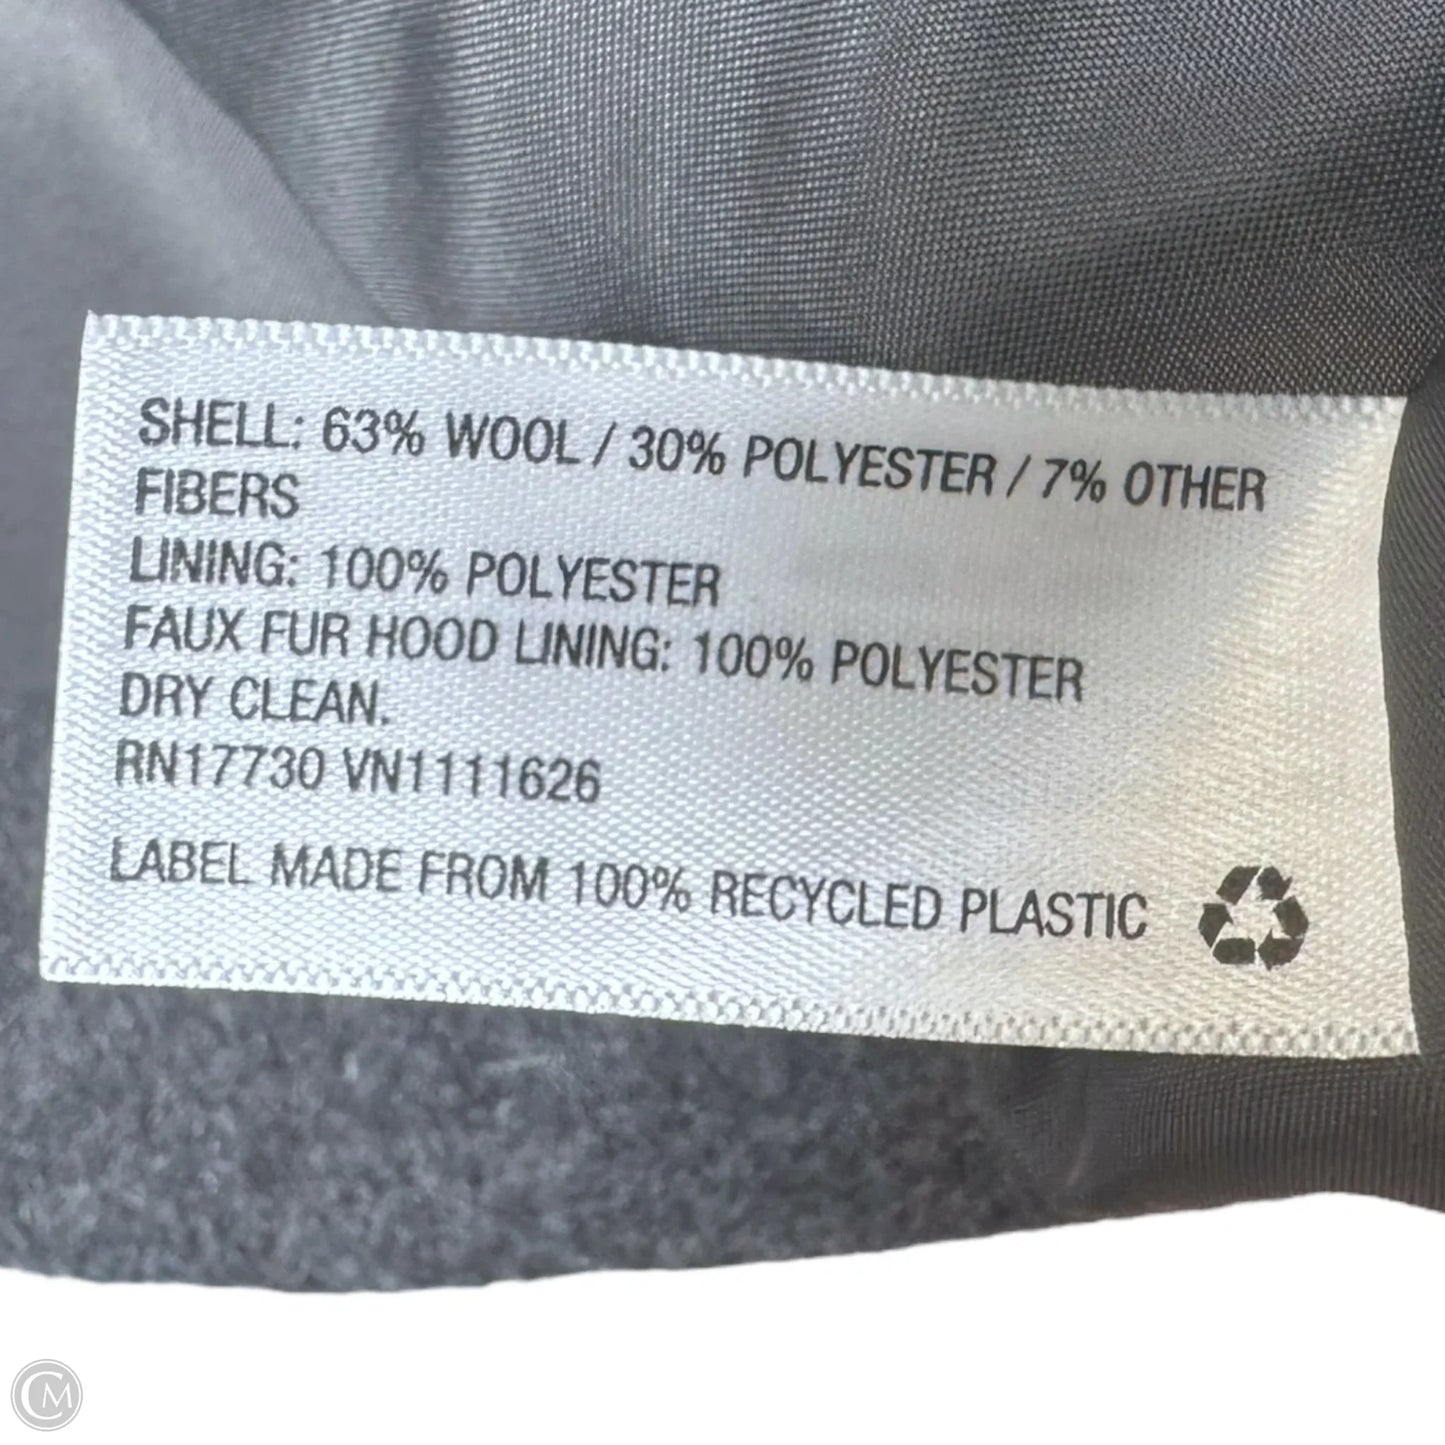 SHELL: 63% WOOL / 30% POLYESTER / 7% OTHER
FIBERS
LINING: 100% POLYESTER
FAUX FUR HOOD LINING: 100% POLYESTER
DRY CLEAN.
RN17730 VN1111626
LABEL MADE FROM 100% RECYCLED PLASTIC
CM